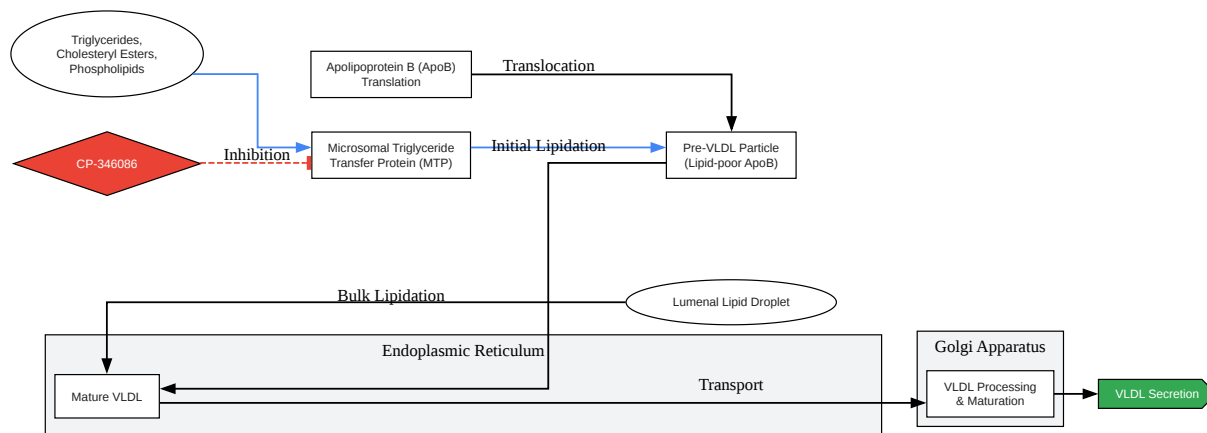 Triglycerides,
Cholesteryl Esters,
Phospholipids
Apolipoprotein B (ApoB)
Translation
Translocation
CP-346086
Inhibition
Microsomal Triglyceride
Transfer Protein (MTP)
Initial Lipidation
Pre-VLDL Particle
(Lipid-poor ApoB)
Bulk Lipidation
Lumenal Lipid Droplet
Endoplasmic Reticulum
Golgi Apparatus
Mature VLDL
Transport
VLDL Processing
& Maturation
VLDL Secretion